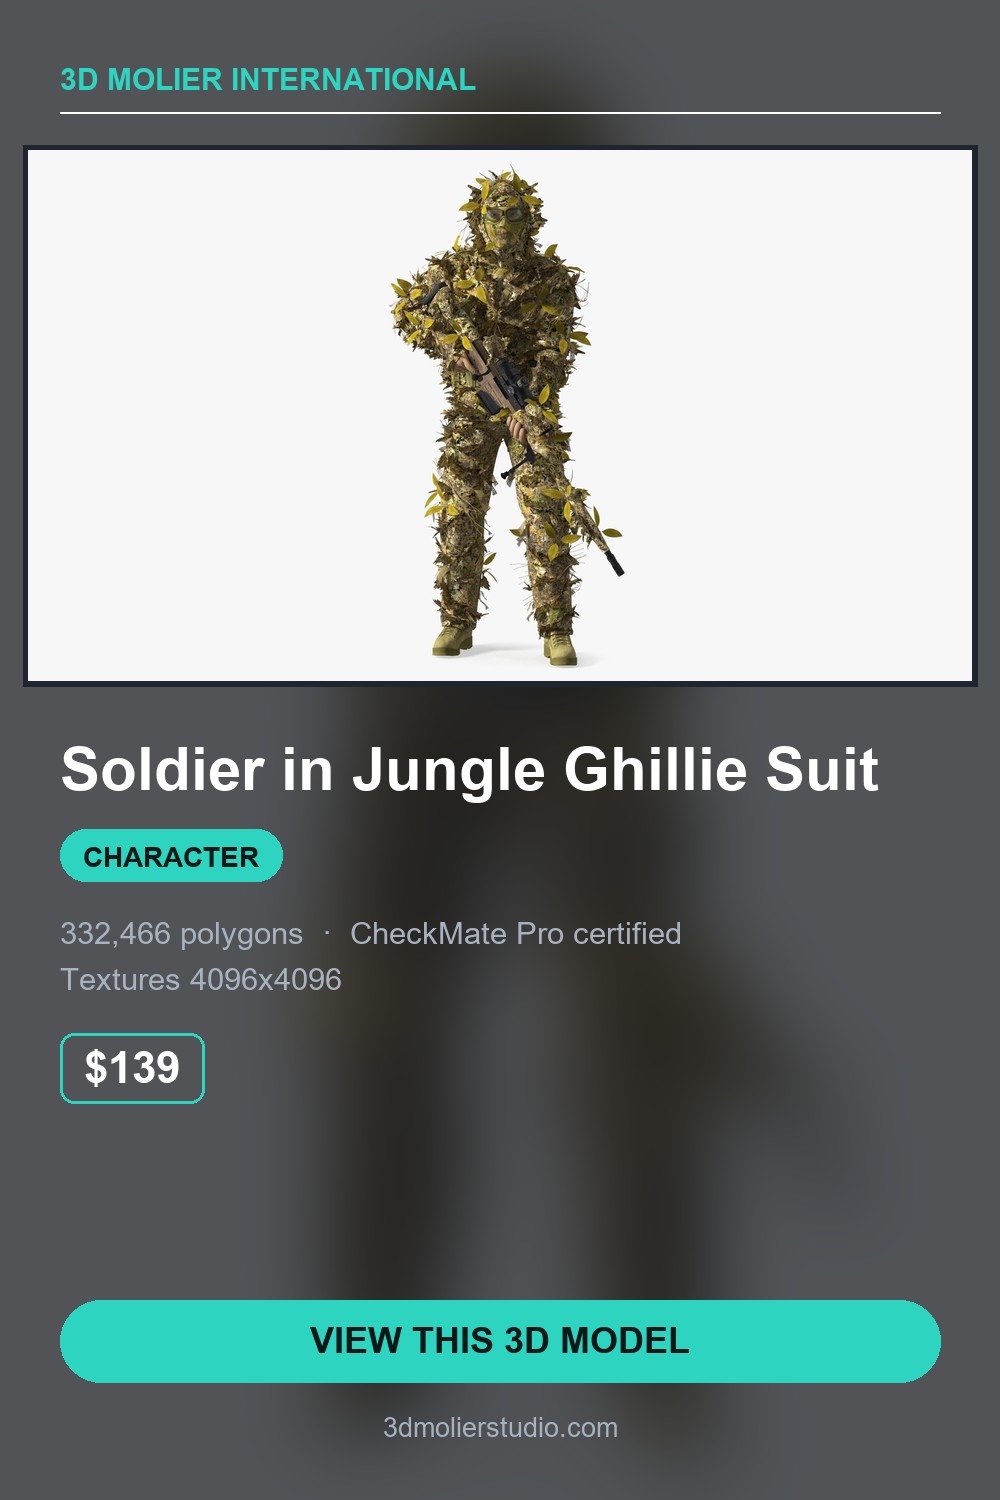 3D MOLIER INTERNATIONAL
Soldier in Jungle Ghillie Suit
CHARACTER
332,466 polygons · CheckMate Pro certified
Textures 4096x4096
$139
VIEW THIS 3D MODEL
3dmolierstudio.com